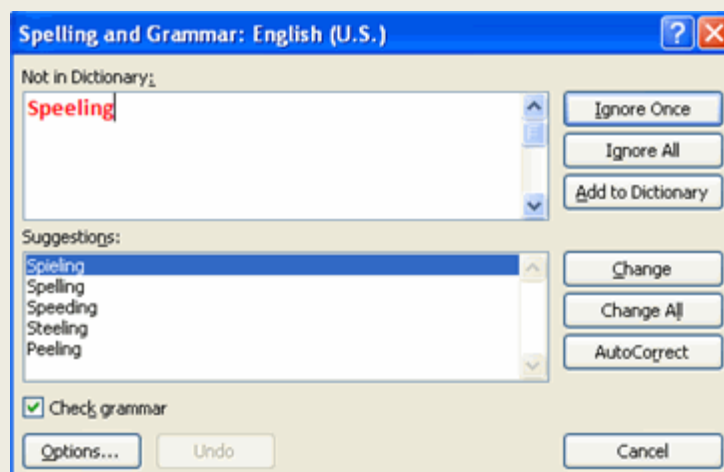 Spelling and Grammar: English (U.S.)
Not in Dictionary:
Speeling
Ignore Once
Ignore All
Add to Dictionary
Suggestions:
Spieling
Spelling
Speeding
Steeling
Peeling
Change
Change All
AutoCorrect
Check grammar
Options...
Undo
Cancel